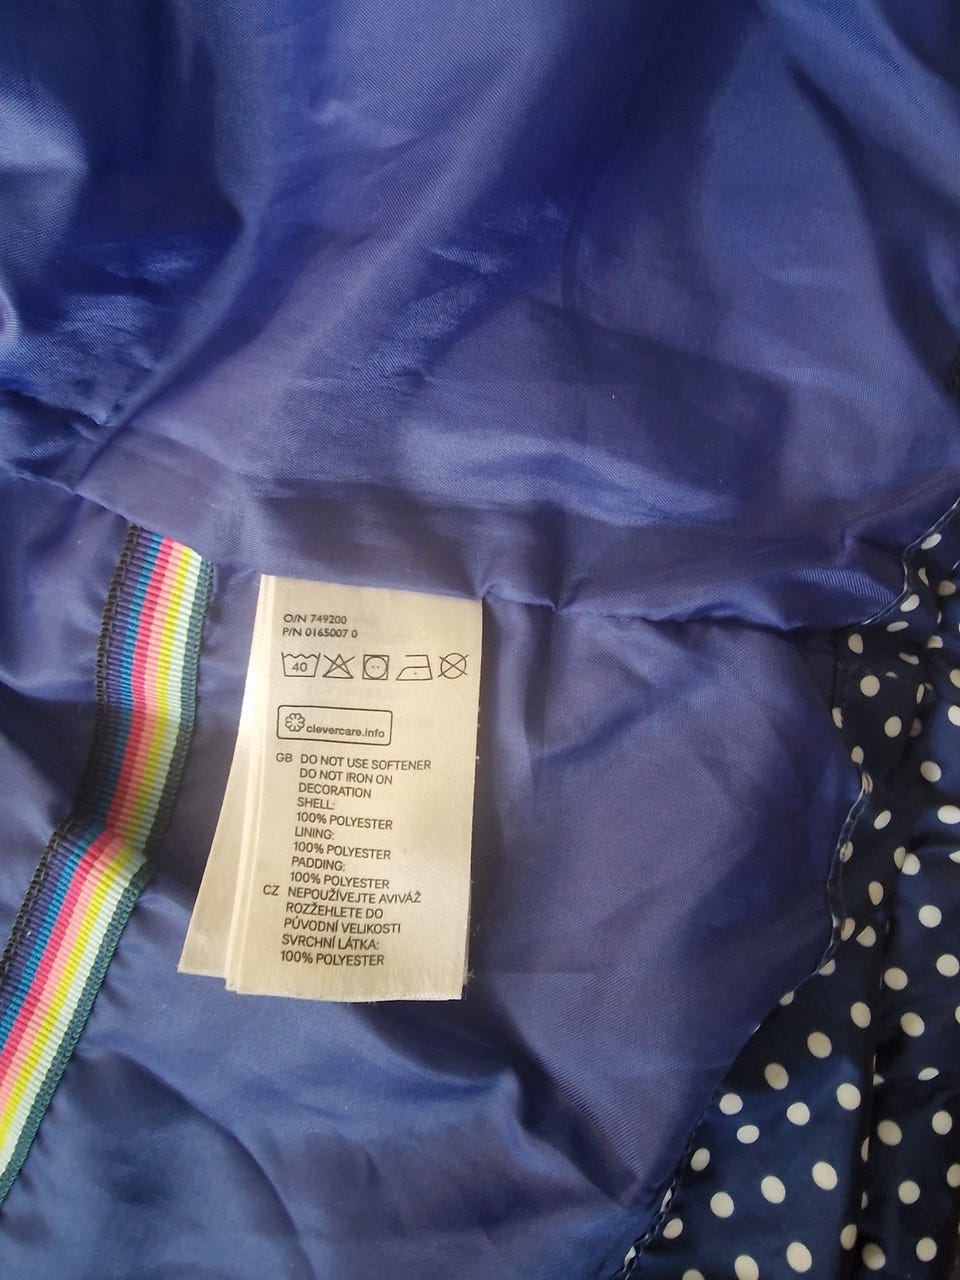 O/N 749200
P/N 0165007 0
40
clevercare.info
GB DO NOT USE SOFTENER
DO NOT IRON ON
DECORATION
SHELL:
100% POLYESTER
LINING:
100% POLYESTER
PADDING:
100% POLYESTER
CZ NEPOUŽÍVEJTE AVIVÁŽ
ROZŽEHLETE DO
PŮVODNÍ VELIKOSTI
SVRCHNÍ LÁTKA:
100% POLYESTER